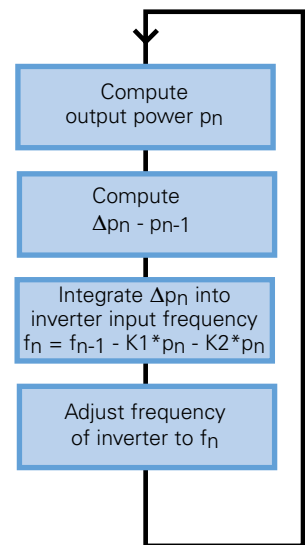 Compute
output power pn
Compute
Δpn - pn-1
Integrate Δpn into
inverter input frequency
fn = fn-1 - K1*pn - K2*pn
Adjust frequency
of inverter to fn